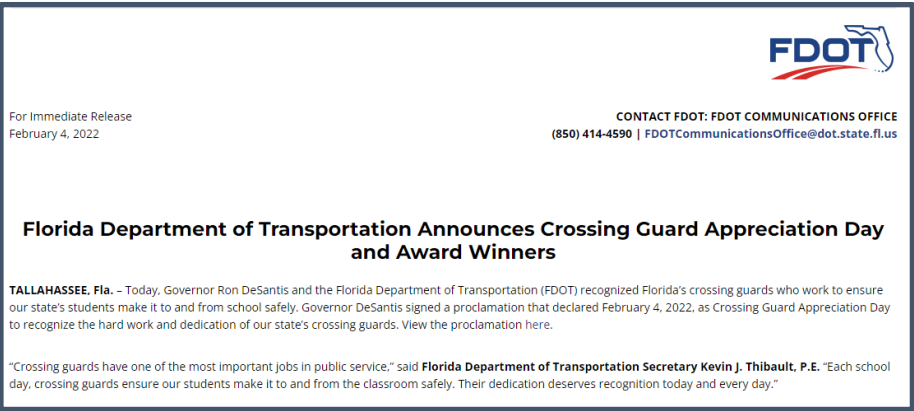 FDOT
For Immediate Release
February 4, 2022
CONTACT FDOT: FDOT COMMUNICATIONS OFFICE
(850) 414-4590 | FDOTCommunicationsOffice@dot.state.fl.us
Florida Department of Transportation Announces Crossing Guard Appreciation Day
and Award Winners
TALLAHASSEE, Fla. – Today, Governor Ron DeSantis and the Florida Department of Transportation (FDOT) recognized Florida’s crossing guards who work to ensure
our state’s students make it to and from school safely. Governor DeSantis signed a proclamation that declared February 4, 2022, as Crossing Guard Appreciation Day
to recognize the hard work and dedication of our state’s crossing guards. View the proclamation here.
“Crossing guards have one of the most important jobs in public service,” said Florida Department of Transportation Secretary Kevin J. Thibault, P.E. “Each school
day, crossing guards ensure our students make it to and from the classroom safely. Their dedication deserves recognition today and every day.”